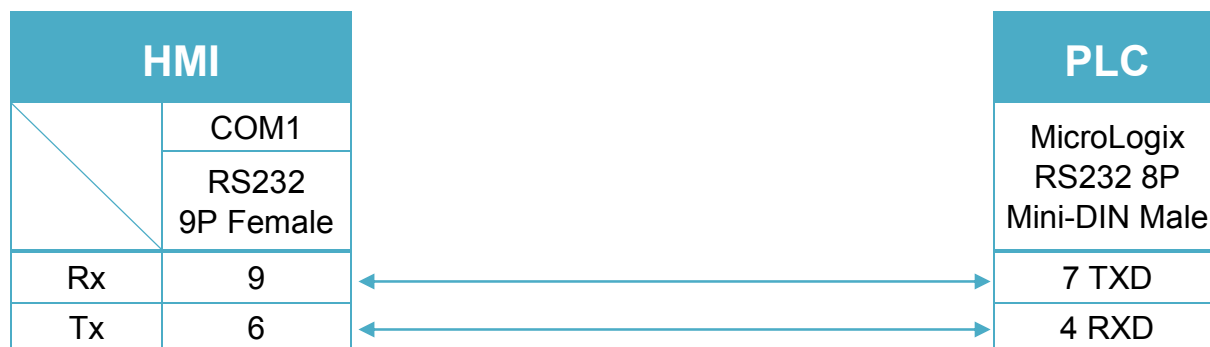 HMI
PLC
COM1
RS232
9P Female
MicroLogix
RS232 8P
Mini-DIN Male
Rx 9 7 TXD
Tx 6 4 RXD